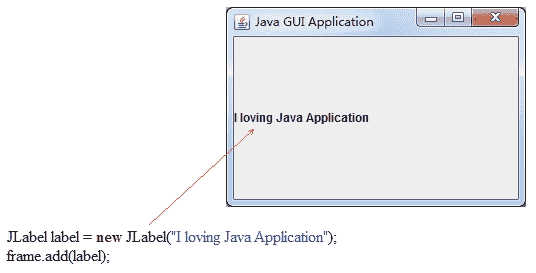 Java GUI Application
I loving Java Application
JLabel label = new JLabel("I loving Java Application");
frame.add(label);